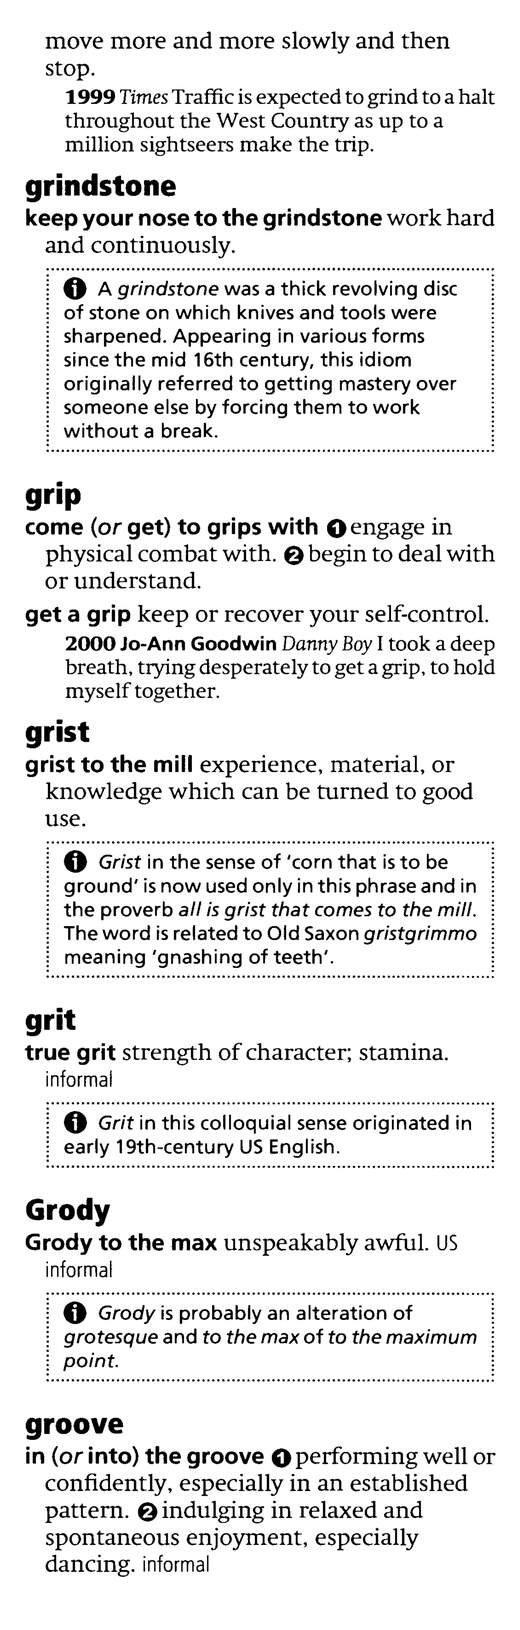 move more and more slowly and then
stop.
1999 Times Traffic is expected to grind to a halt
throughout the West Country as up to a
million sightseers make the trip.
grindstone
keep your nose to the grindstone work hard
and continuously.
ℹ A grindstone was a thick revolving disc
of stone on which knives and tools were
sharpened. Appearing in various forms
since the mid 16th century, this idiom
originally referred to getting mastery over
someone else by forcing them to work
without a break.
grip
come (or get) to grips with ❶ engage in
physical combat with. ❷ begin to deal with
or understand.
get a grip keep or recover your self-control.
2000 Jo-Ann Goodwin Danny Boy I took a deep
breath, trying desperately to get a grip, to hold
myself together.
grist
grist to the mill experience, material, or
knowledge which can be turned to good
use.
ℹ Grist in the sense of 'corn that is to be
ground' is now used only in this phrase and in
the proverb all is grist that comes to the mill.
The word is related to Old Saxon gristgrimmo
meaning 'gnashing of teeth'.
grit
true grit strength of character; stamina.
informal
ℹ Grit in this colloquial sense originated in
early 19th-century US English.
Grody
Grody to the max unspeakably awful. US
informal
ℹ Grody is probably an alteration of
grotesque and to the max of to the maximum
point.
groove
in (or into) the groove ❶ performing well or
confidently, especially in an established
pattern. ❷ indulging in relaxed and
spontaneous enjoyment, especially
dancing. informal